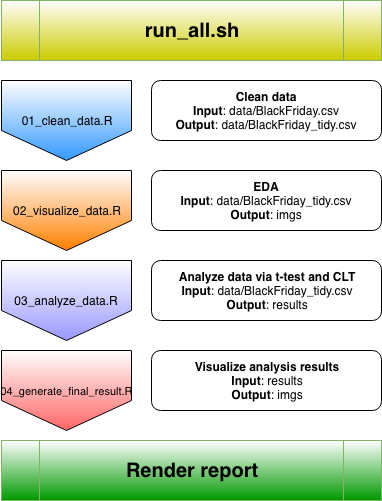 run_all.sh
01_clean_data.R
Clean data
Input: data/BlackFriday.csv
Output: data/BlackFriday_tidy.csv
02_visualize_data.R
EDA
Input: data/BlackFriday_tidy.csv
Output: imgs
03_analyze_data.R
Analyze data via t-test and CLT
Input: data/BlackFriday_tidy.csv
Output: results
04_generate_final_result.R
Visualize analysis results
Input: results
Output: imgs
Render report